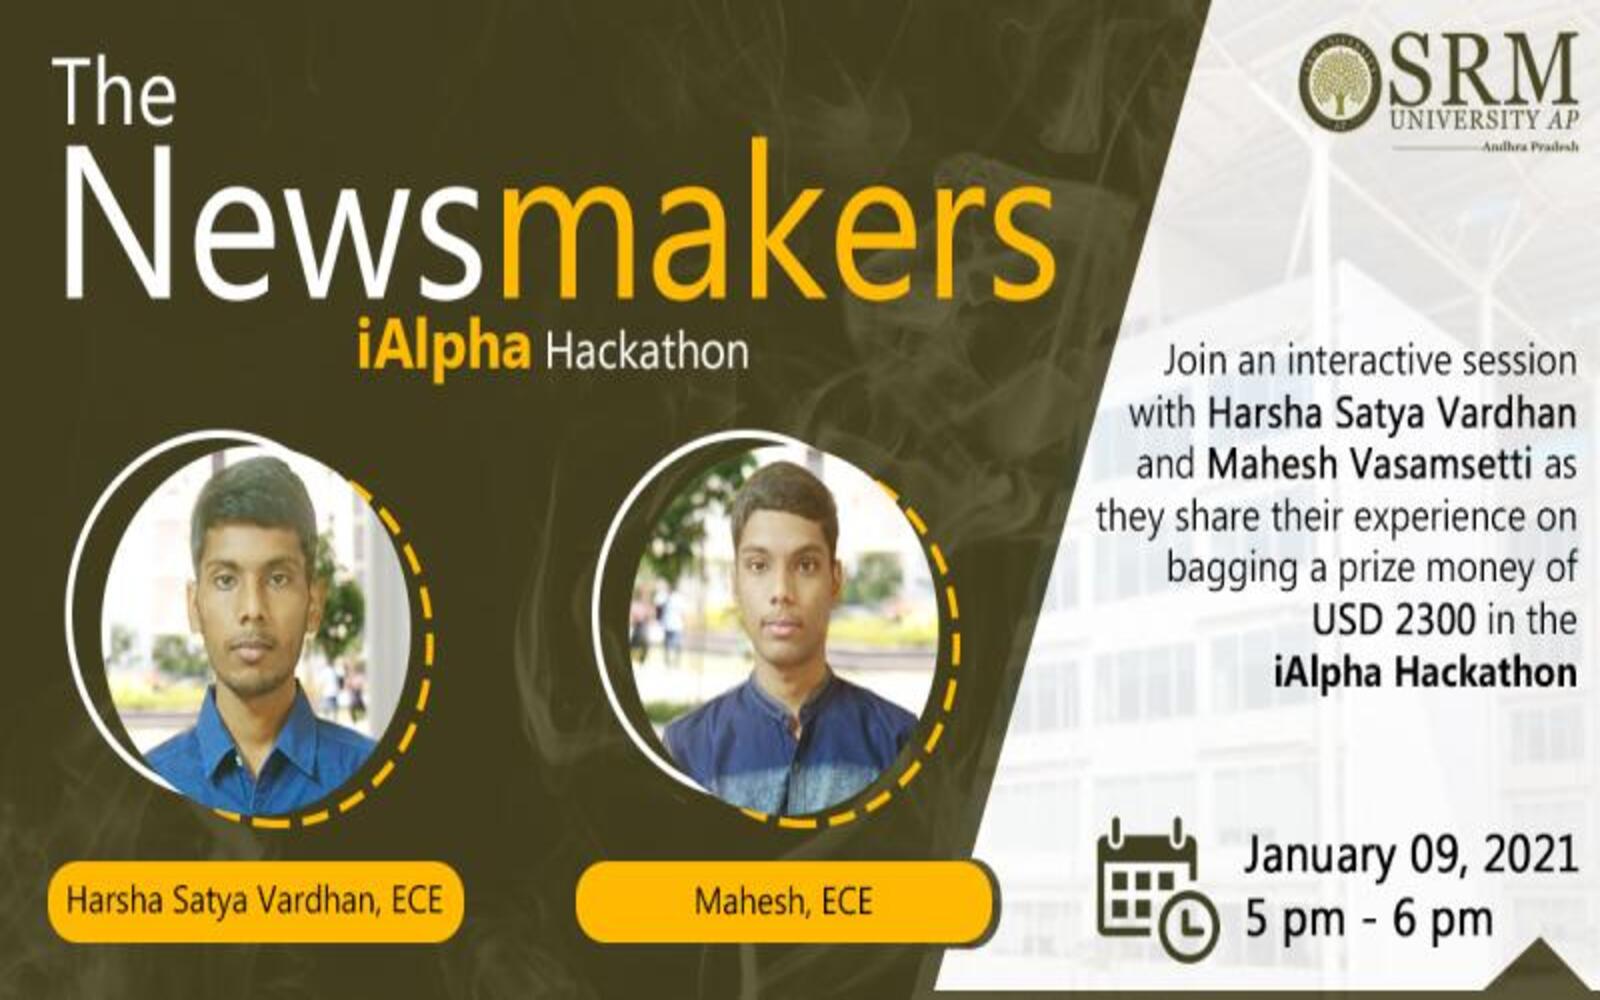 The
Newsmakers
iAlpha Hackathon
Harsha Satya Vardhan, ECE
Mahesh, ECE
SRM
UNIVERSITY AP
Andhra Pradesh
Join an interactive session
with Harsha Satya Vardhan
and Mahesh Vasamsetti as
they share their experience on
bagging a prize money of
USD 2300 in the
iAlpha Hackathon
January 09, 2021
5 pm - 6 pm